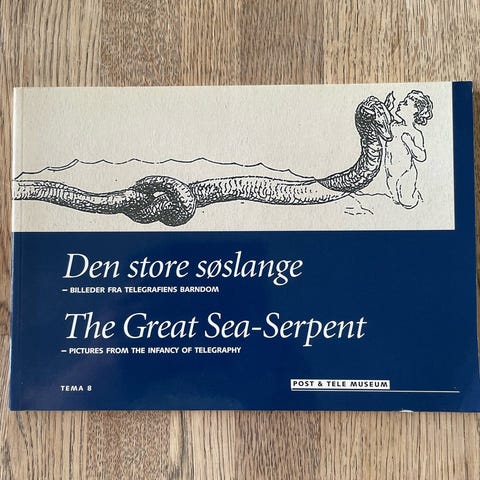 Den store søslange
– BILLEDER FRA TELEGRAFIENS BARNDOM
The Great Sea-Serpent
– PICTURES FROM THE INFANCY OF TELEGRAPHY
TEMA 8
POST & TELE MUSEUM